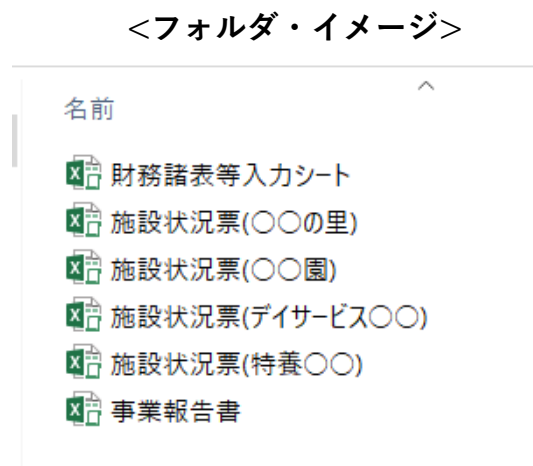 <フォルダ・イメージ>
名前
財務諸表等入力シート
施設状況票(○○の里)
施設状況票(○○園)
施設状況票(デイサービス○○)
施設状況票(特養○○)
事業報告書